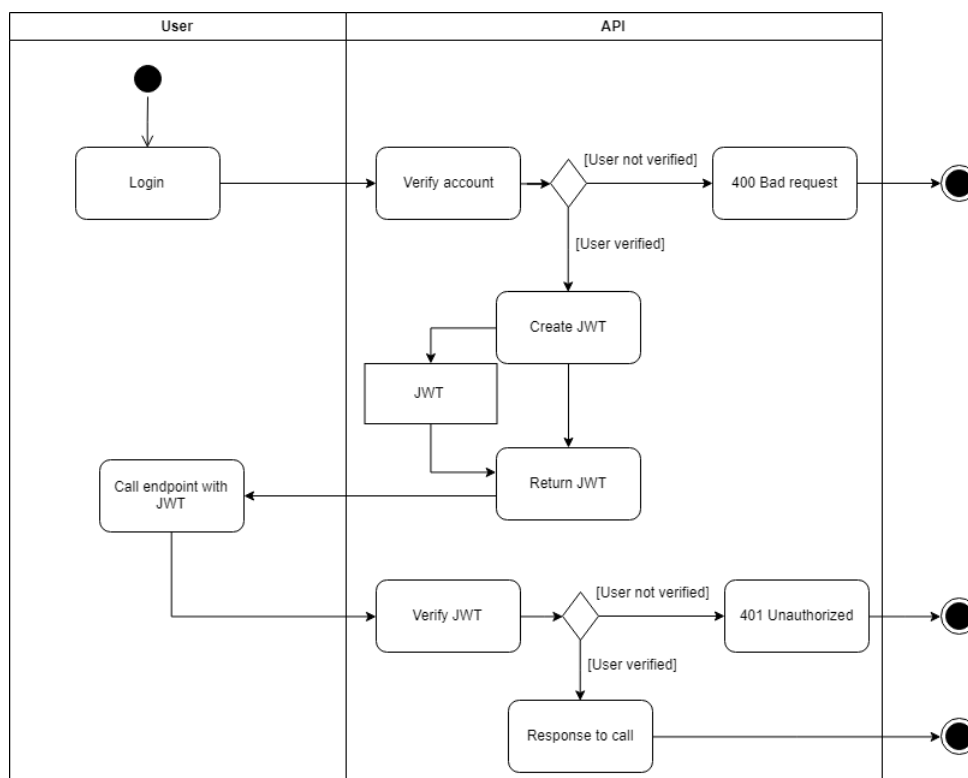 User
API
Login
Verify account
[User not verified]
400 Bad request
[User verified]
Create JWT
JWT
Return JWT
Call endpoint with
JWT
Verify JWT
[User not verified]
401 Unauthorized
[User verified]
Response to call